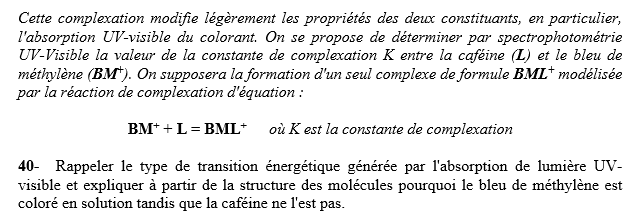 Cette complexation modifie légèrement les propriétés des deux constituants, en particulier,
l'absorption UV-visible du colorant. On se propose de déterminer par spectrophotométrie
UV-Visible la valeur de la constante de complexation K entre la caféine (L) et le bleu de
méthylène (BM⁺). On supposera la formation d'un seul complexe de formule BML⁺ modélisée
par la réaction de complexation d'équation :
BM⁺ + L = BML⁺ où K est la constante de complexation
40- Rappeler le type de transition énergétique générée par l'absorption de lumière UV-
visible et expliquer à partir de la structure des molécules pourquoi le bleu de méthylène est
coloré en solution tandis que la caféine ne l'est pas.